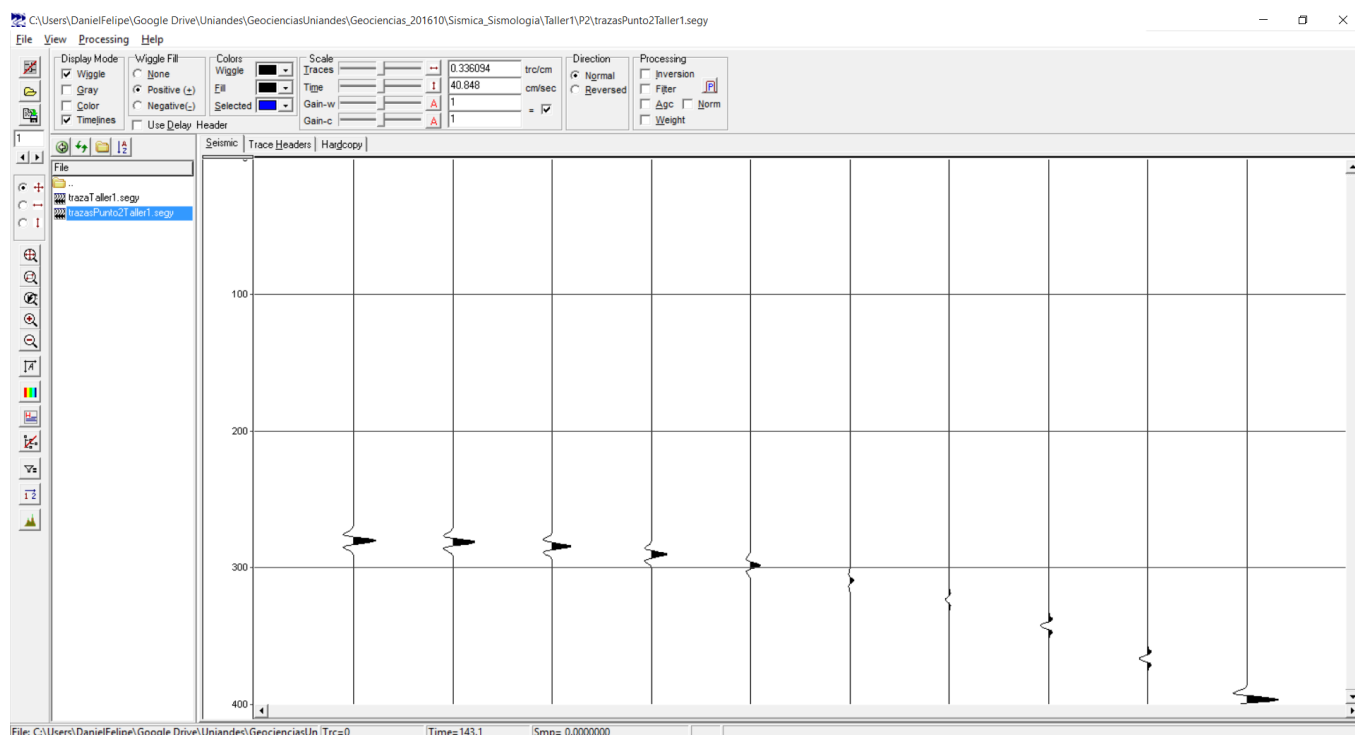 C:\Users\DanielFelipe\Google Drive\Uniandes\GeocienciasUniandes\Geociencias_201610\Sismica_Sismologia\Taller1\P2\trazasPunto2Taller1.segy
File View Processing Help
Display Mode Wiggle Fill Colors Scale Direction Processing
Wiggle None Wiggle Traces 0.336094 trc/cm Normal Inversion
Gray Positive (+) Fill Time 40.848 cm/sec Reversed Filter P
Color Negative(-) Selected Gain-w A 1 = Agc Norm
Timelines Use Delay Header Gain-c A 1 Weight
1
Seismic Trace Headers Hardcopy
File
..
trazaTaller1.segy
trazasPunto2Taller1.segy
100
200
300
400
File: C:\Users\DanielFelipe\Google Drive\Uniandes\GeocienciasUn Trc=0 Time=143.1 Smp= 0.0000000